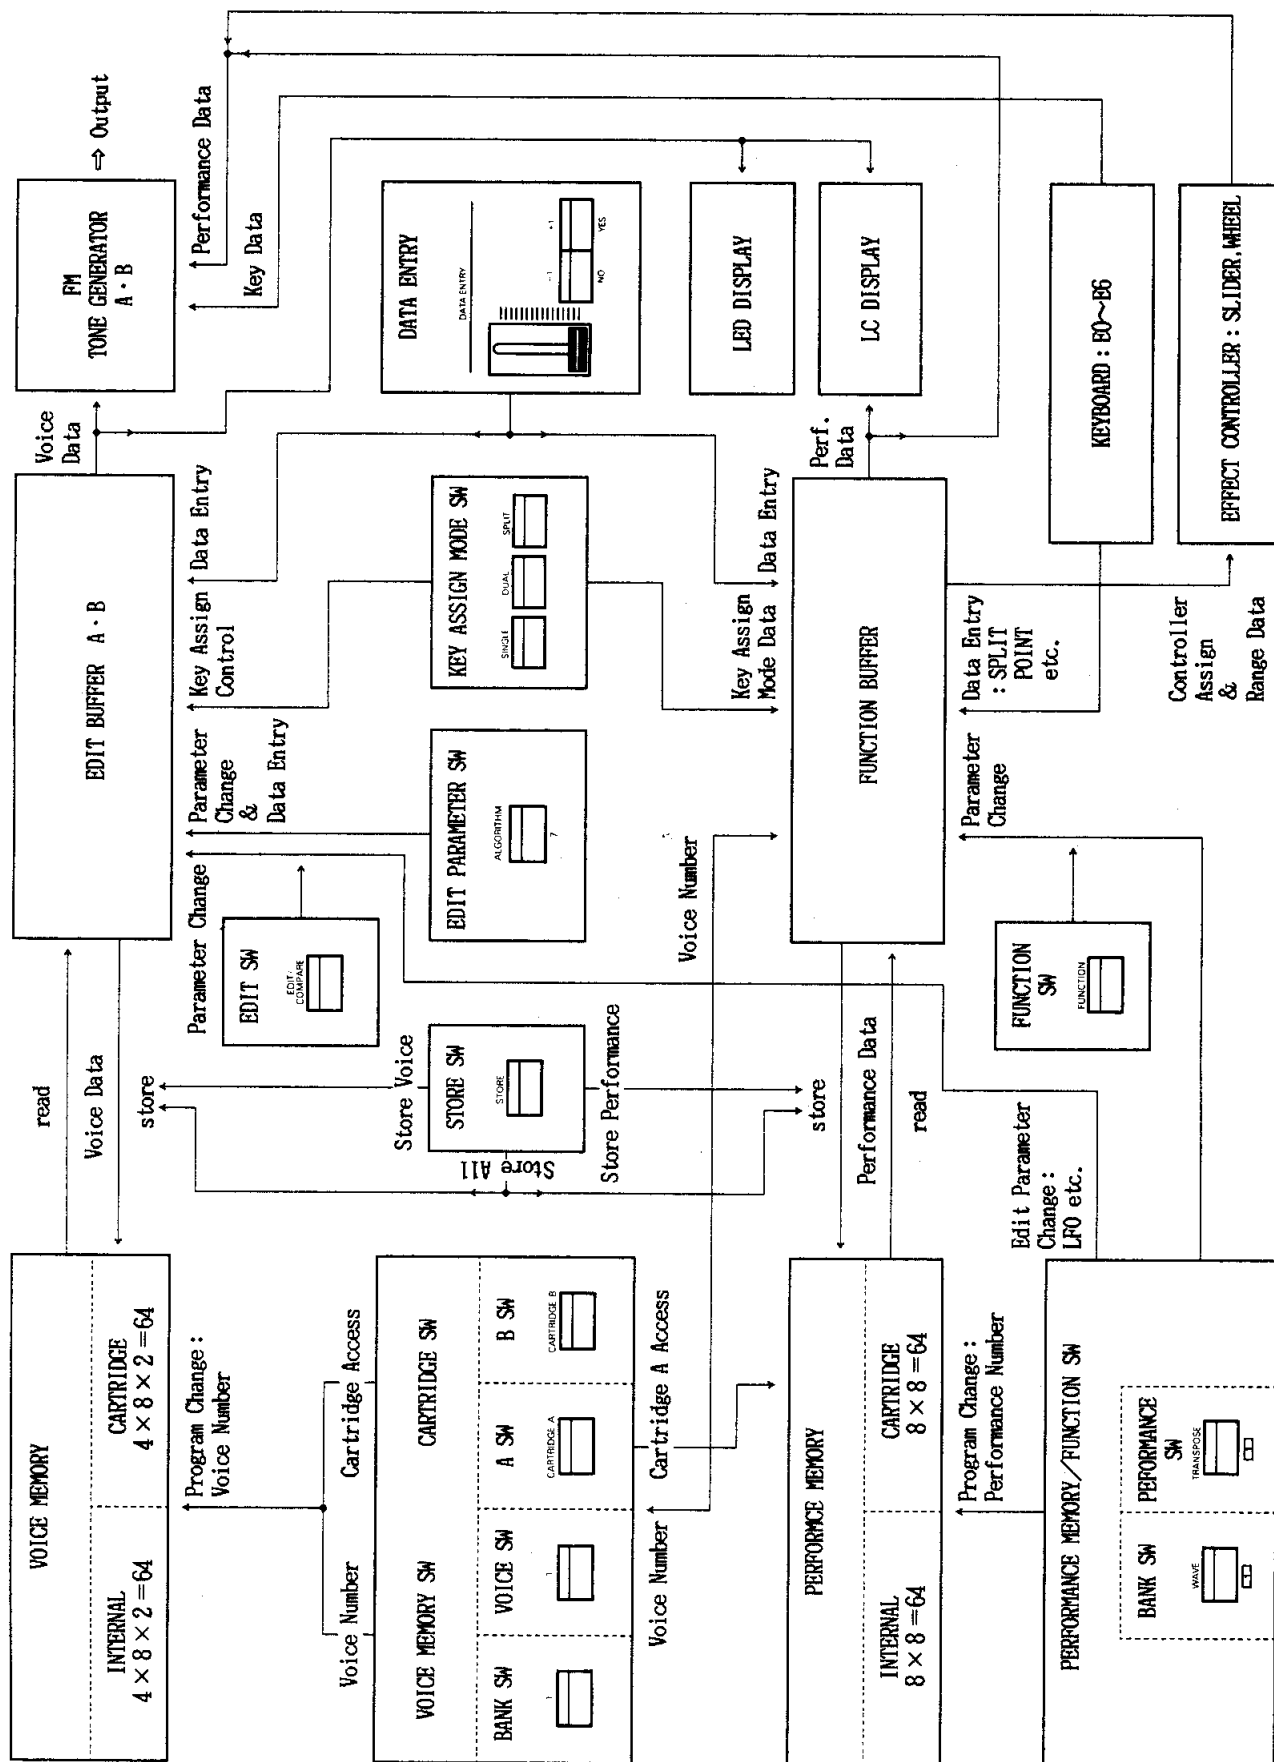 VOICE MEMORY
INTERNAL
4 × 8 × 2 = 64
CARTRIDGE
4 × 8 × 2 = 64
read
Voice Data
store
EDIT BUFFER A · B
Voice
Data
FM
TONE GENERATOR
A · B
⇨ Output
Program Change :
Voice Number
Voice Number
Cartridge Access
Store Voice
Parameter Change
Parameter
Change
&
Data Entry
Key Assign
Control
Data Entry
Key Data
Performance Data
VOICE MEMORY SW
CARTRIDGE SW
BANK SW
1
VOICE SW
1
A SW
CARTRIDGE A
B SW
CARTRIDGE B
Store All
STORE SW
STORE
Store Performance
EDIT SW
EDIT/
COMPARE
EDIT PARAMETER SW
ALGORITHM
7
KEY ASSIGN MODE SW
SINGLE
DUAL
SPLIT
DATA ENTRY
DATA ENTRY
-1
+1
NO
YES
LED DISPLAY
LC DISPLAY
Voice Number
Cartridge A Access
Voice Number
Key Assign
Mode Data
Data Entry
PERFORMCE MEMORY
INTERNAL
8 × 8 = 64
CARTRIDGE
8 × 8 = 64
store
Performance Data
read
FUNCTION BUFFER
Perf.
Data
Program Change :
Performance Number
Edit Parameter
Change :
LFO etc.
Parameter
Change
Data Entry
: SPLIT
POINT
etc.
FUNCTION
SW
FUNCTION
KEYBOARD : E0~E6
PERFORMANCE MEMORY/FUNCTION SW
BANK SW
WAVE
1
PEFORMANCE
SW
TRANSPOSE
1
Controller
Assign
&
Range Data
EFFECT CONTROLLER : SLIDER, WHEEL